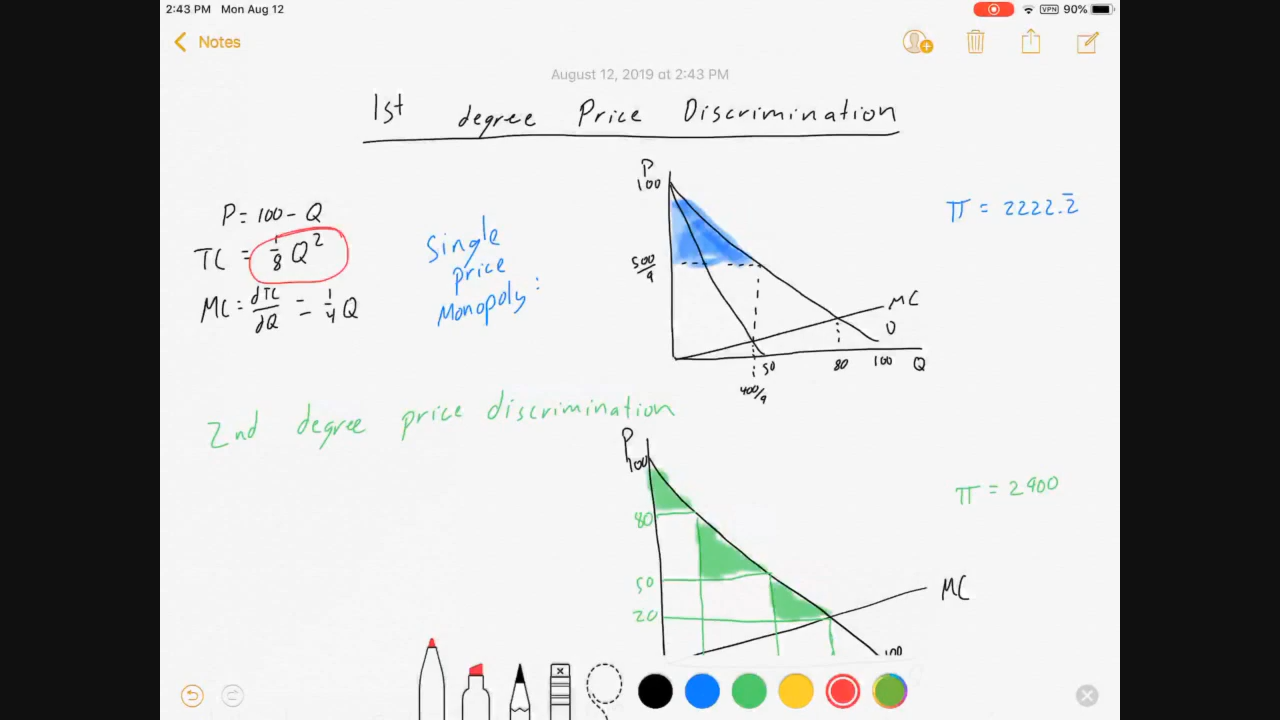 2:43 PM Mon Aug 12
VPN 90%
Notes
August 12, 2019 at 2:43 PM
1st degree Price Discrimination
P = 100 - Q
TC = 1/8 Q²
MC = dTC/dQ = 1/4 Q
Single
price
Monopoly:
P
100
500/9
MC
D
50
80
100
Q
400/9
π = 2222.2̄
2nd degree price discrimination
P
100
80
50
20
MC
100
π = 2400